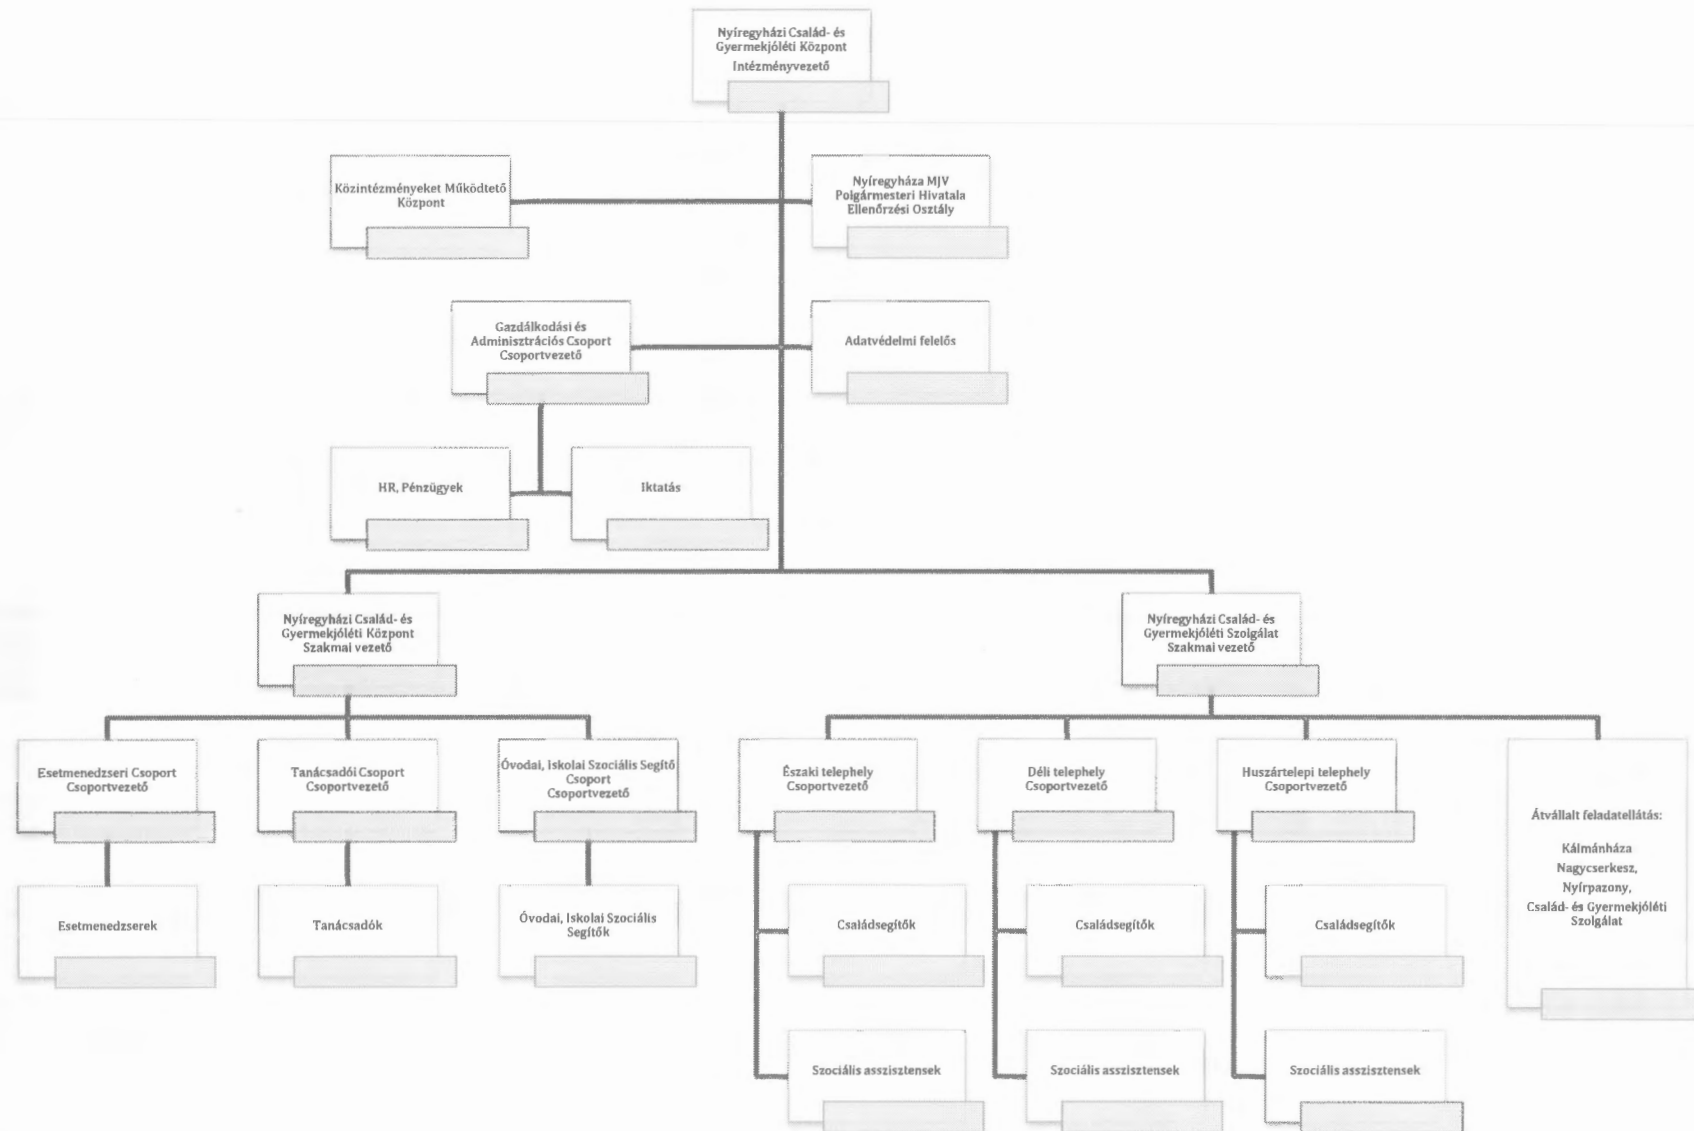 Nyíregyházi Család- és
Gyermekjóléti Központ
Intézményvezető
Közintézményeket Működtető
Központ
Nyíregyháza MJV
Polgármesteri Hivatala
Ellenőrzési Osztály
Gazdálkodási és
Adminisztrációs Csoport
Csoportvezető
Adatvédelmi felelős
HR, Pénzügyek
Iktatás
Nyíregyházi Család- és
Gyermekjóléti Központ
Szakmai vezető
Nyíregyházi Család- és
Gyermekjóléti Szolgálat
Szakmai vezető
Esetmenedzseri Csoport
Csoportvezető
Tanácsadói Csoport
Csoportvezető
Óvodai, Iskolai Szociális Segítő
Csoport
Csoportvezető
Északi telephely
Csoportvezető
Déli telephely
Csoportvezető
Huszártelepi telephely
Csoportvezető
Átvállalt feladatellátás:
Kálmánháza
Nagycserkesz,
Nyírpazony,
Család- és Gyermekjóléti
Szolgálat
Esetmenedzserek
Tanácsadók
Óvodai, Iskolai Szociális
Segítők
Családsegítők
Családsegítők
Családsegítők
Szociális asszisztensek
Szociális asszisztensek
Szociális asszisztensek